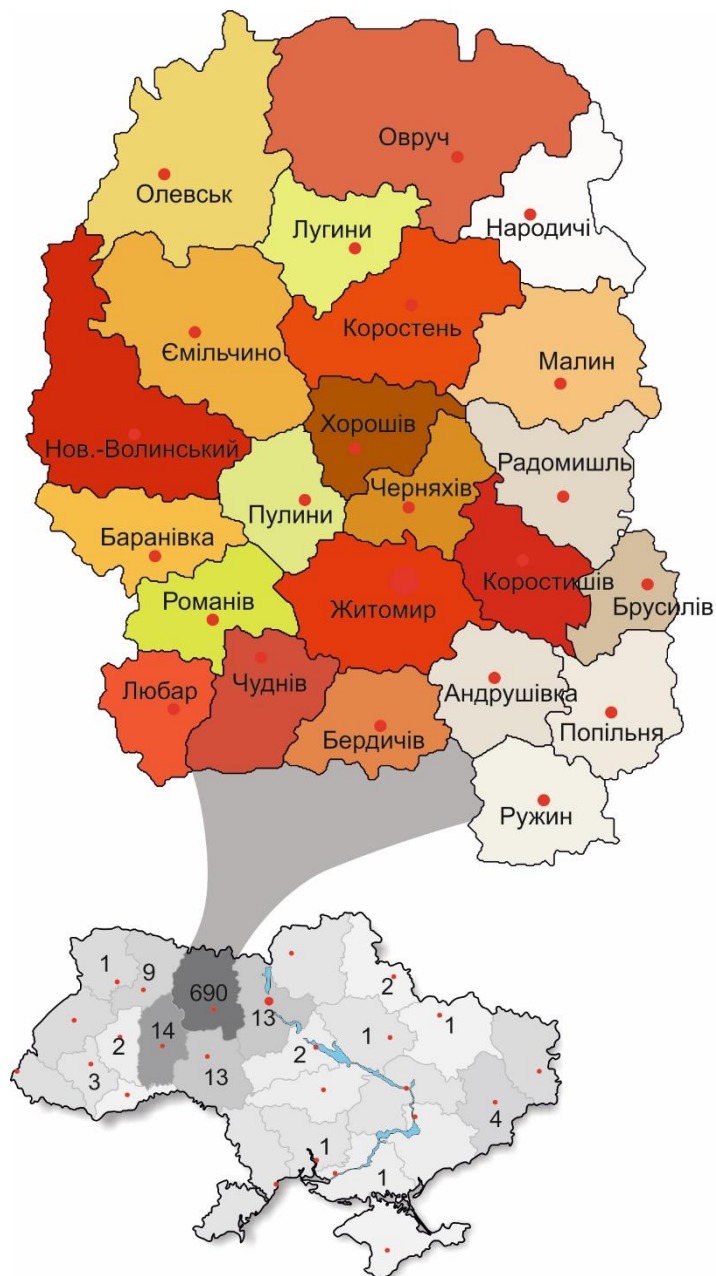 Овруч
Олевськ
Лугини
Народичі
Коростень
Ємільчино
Малин
Хорошів
Нов.-Волинський
Радомишль
Черняхів
Пулини
Баранівка
Коростишів
Романів
Житомир
Брусилів
Любар
Чуднів
Андрушівка
Попільня
Бердичів
Ружин
1
9
2
690
13
1
1
14
2
2
3
13
4
1
1